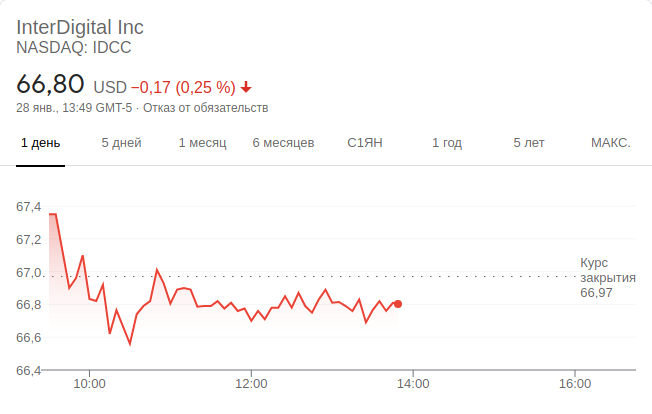 InterDigital Inc
NASDAQ: IDCC
66,80 USD −0,17 (0,25 %)
28 янв., 13:49 GMT-5 · Отказ от обязательств
1 день 5 дней 1 месяц 6 месяцев С1ЯН 1 год 5 лет МАКС.
67,4
67,2
67,0
66,8
66,6
66,4
Курс
закрытия
66,97
10:00 12:00 14:00 16:00